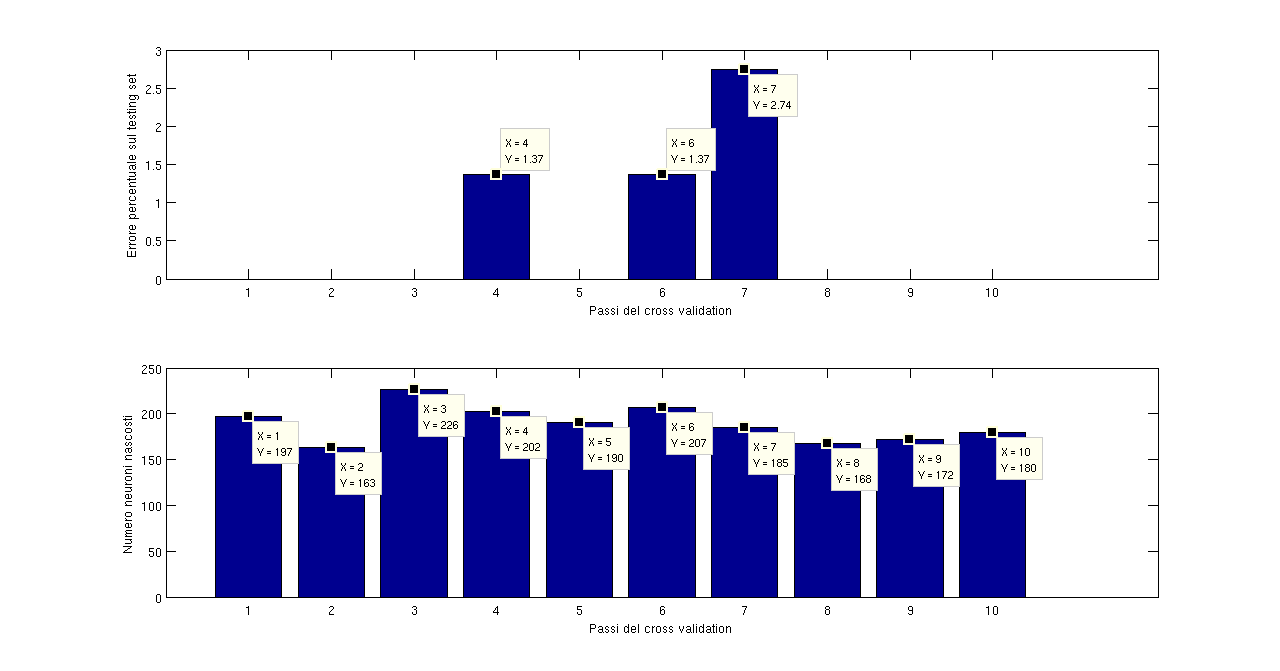 Errore percentuale sul testing set
3
2.5
2
1.5
1
0.5
0
X = 4
Y = 1.37
X = 6
Y = 1.37
X = 7
Y = 2.74
1 2 3 4 5 6 7 8 9 10
Passi del cross validation
Numero neuroni nascosti
250
200
150
100
50
0
X = 1
Y = 197
X = 2
Y = 163
X = 3
Y = 226
X = 4
Y = 202
X = 5
Y = 190
X = 6
Y = 207
X = 7
Y = 185
X = 8
Y = 168
X = 9
Y = 172
X = 10
Y = 180
1 2 3 4 5 6 7 8 9 10
Passi del cross validation